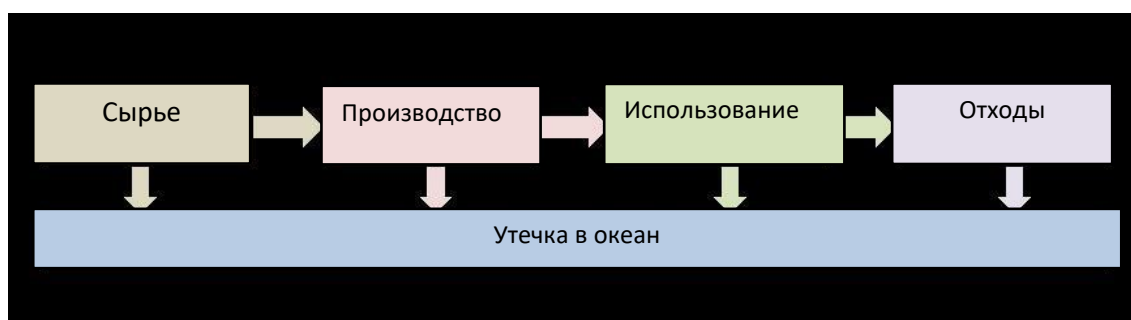 Сырье
Производство
Использование
Отходы
Утечка в океан